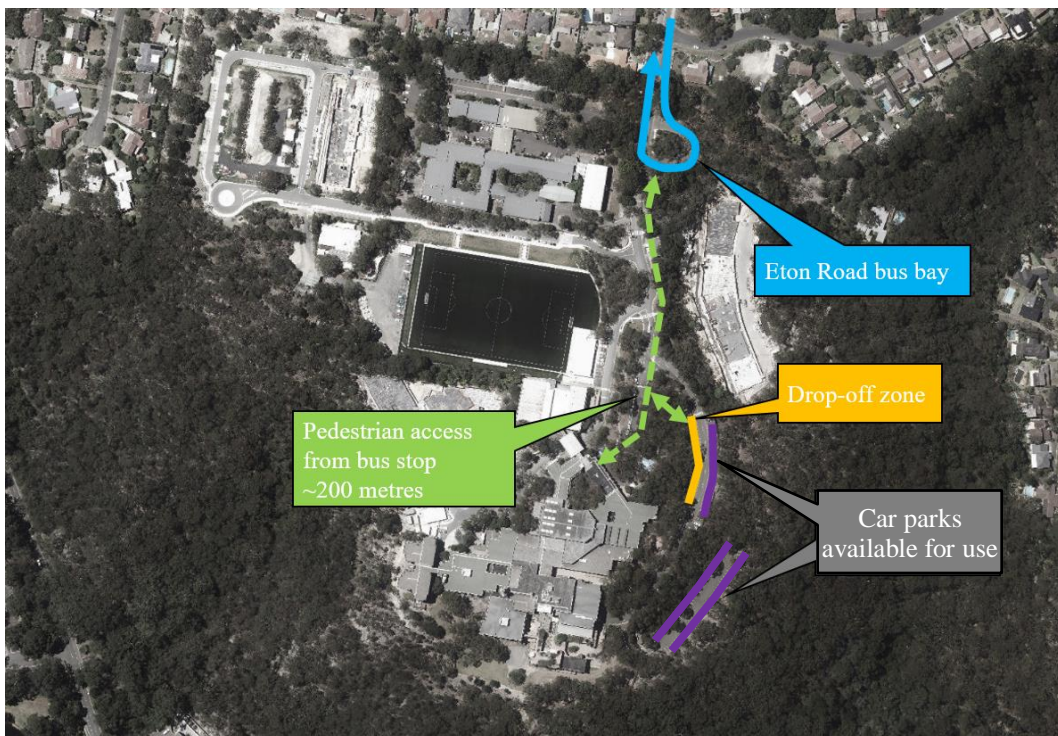 Eton Road bus bay
Drop-off zone
Pedestrian access
from bus stop
~200 metres
Car parks
available for use